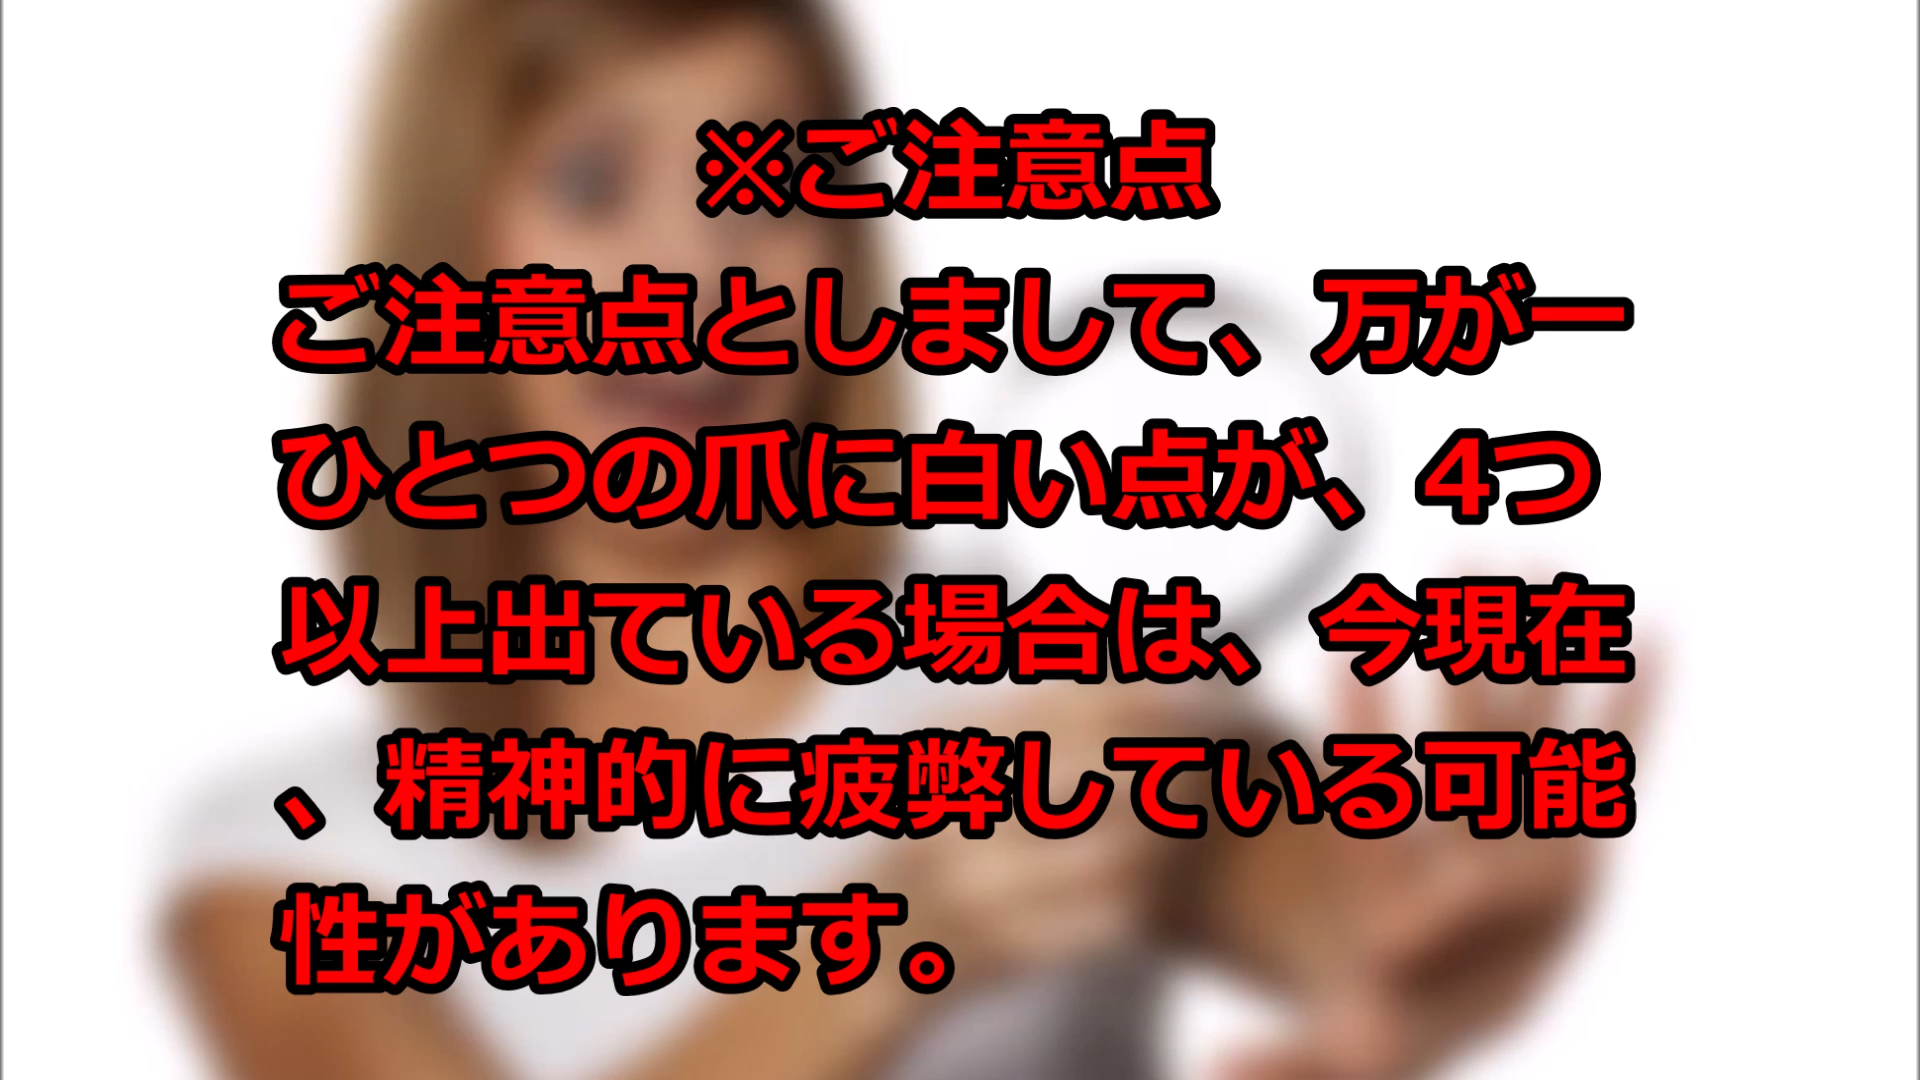 ※ご注意点
ご注意点としまして、万が一
ひとつの爪に白い点が、4つ
以上出ている場合は、今現在
、精神的に疲弊している可能
性があります。